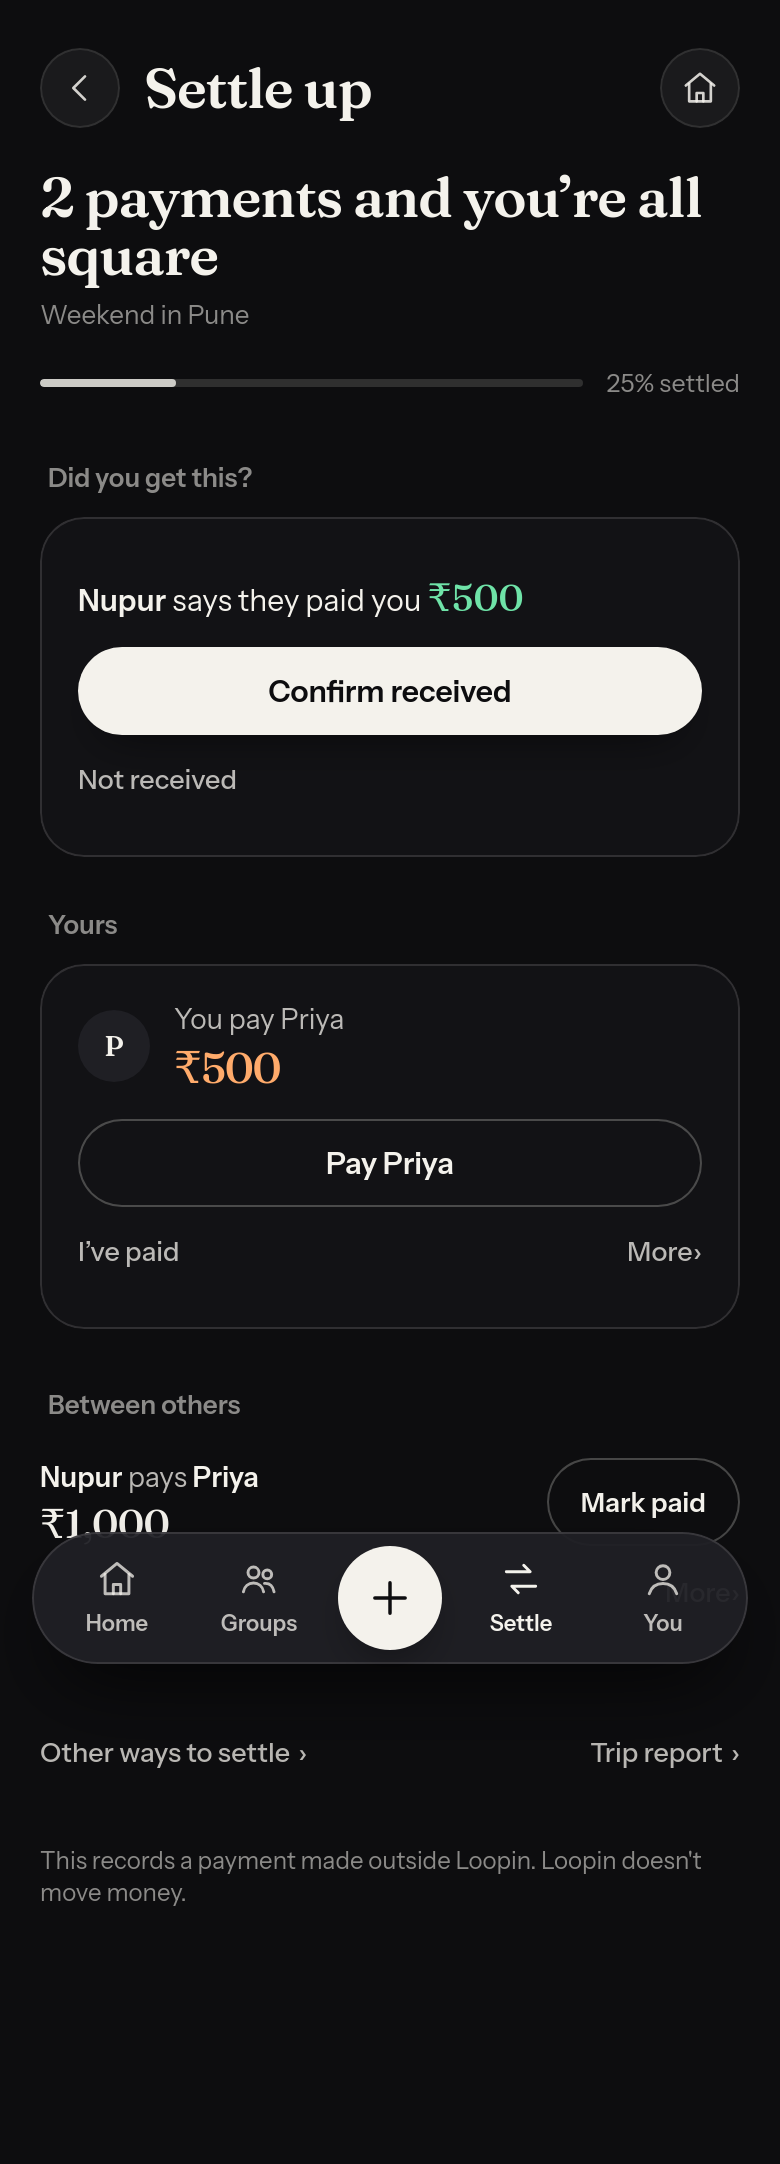 Settle up
2 payments and you’re all
square
Weekend in Pune
25% settled
Did you get this?
Nupur says they paid you ₹500
Confirm received
Not received
Yours
P
You pay Priya
₹500
Pay Priya
I’ve paid
More›
Between others
Nupur pays Priya
₹1,000
Mark paid
More›
Home
Groups
Settle
You
Other ways to settle ›
Trip report ›
This records a payment made outside Loopin. Loopin doesn't
move money.